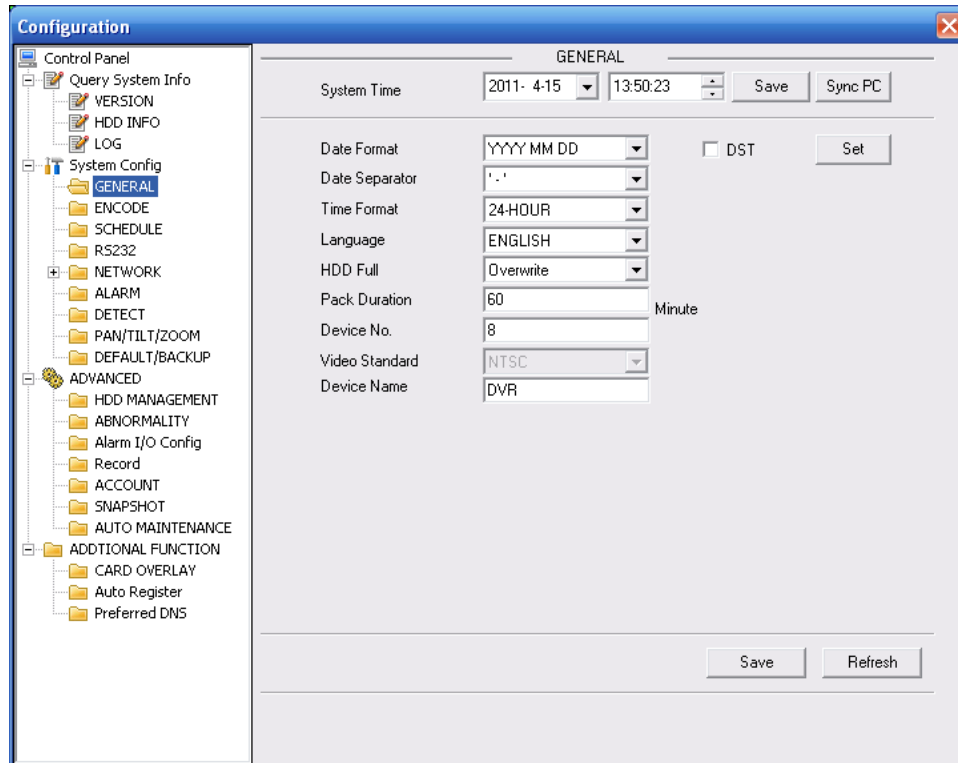 Configuration
Control Panel
Query System Info
VERSION
HDD INFO
LOG
System Config
GENERAL
ENCODE
SCHEDULE
RS232
NETWORK
ALARM
DETECT
PAN/TILT/ZOOM
DEFAULT/BACKUP
ADVANCED
HDD MANAGEMENT
ABNORMALITY
Alarm I/O Config
Record
ACCOUNT
SNAPSHOT
AUTO MAINTENANCE
ADDTIONAL FUNCTION
CARD OVERLAY
Auto Register
Preferred DNS
GENERAL
System Time 2011- 4-15 13:50:23 Save Sync PC
Date Format YYYY MM DD DST Set
Date Separator '-'
Time Format 24-HOUR
Language ENGLISH
HDD Full Overwrite
Pack Duration 60 Minute
Device No. 8
Video Standard NTSC
Device Name DVR
Save Refresh